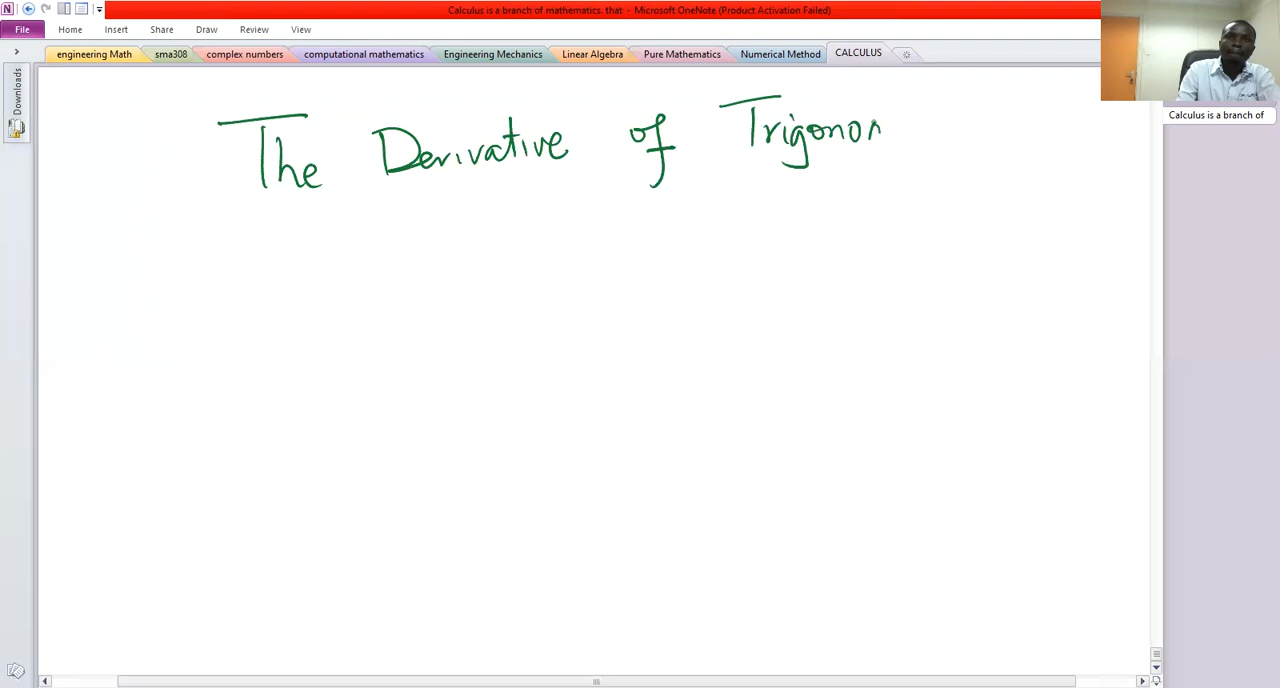 Calculus is a branch of mathematics. that - Microsoft OneNote (Product Activation Failed)
File Home Insert Share Draw Review View
engineering Math sma308 complex numbers computational mathematics Engineering Mechanics Linear Algebra Pure Mathematics Numerical Method CALCULUS
Downloads
Calculus is a branch of
The Derivative of Trigonon